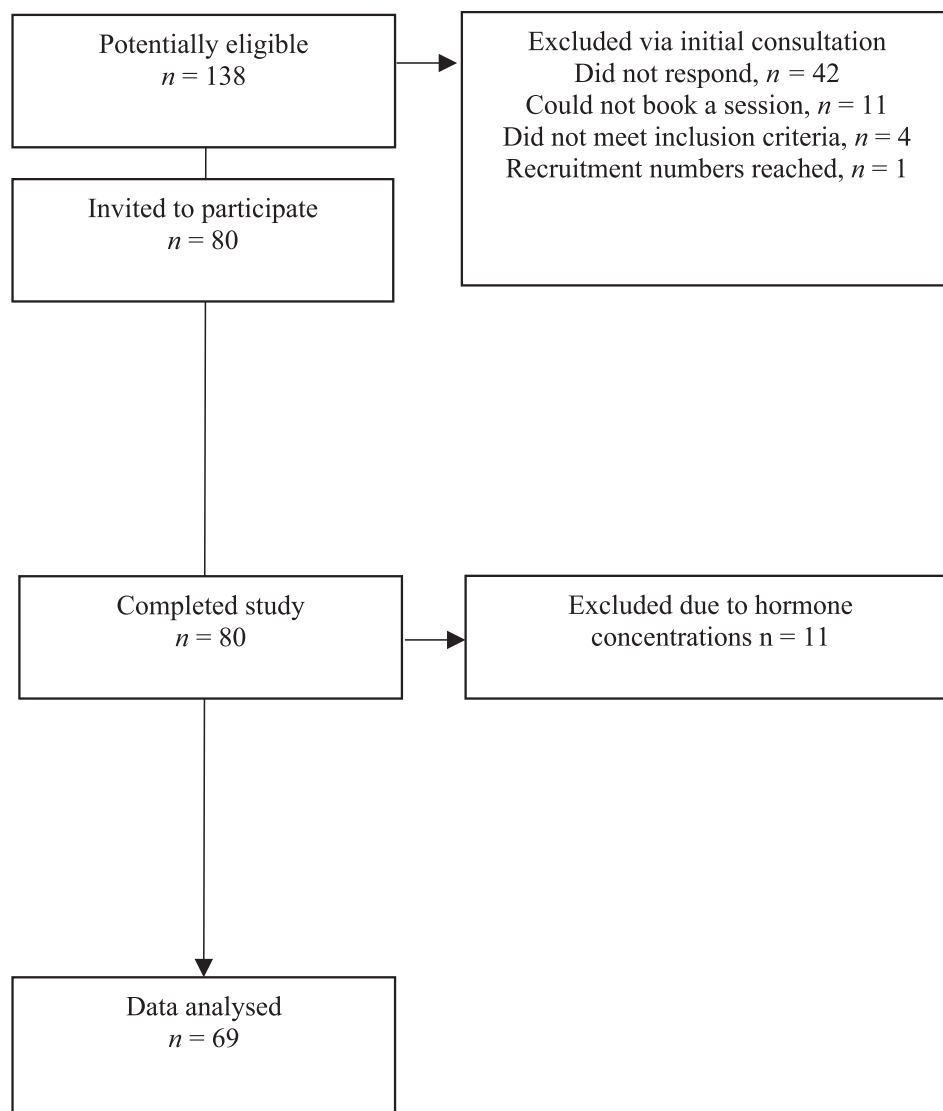 Potentially eligible
n = 138
Excluded via initial consultation
Did not respond, n = 42
Could not book a session, n = 11
Did not meet inclusion criteria, n = 4
Recruitment numbers reached, n = 1
Invited to participate
n = 80
Completed study
n = 80
Excluded due to hormone
concentrations n = 11
Data analysed
n = 69